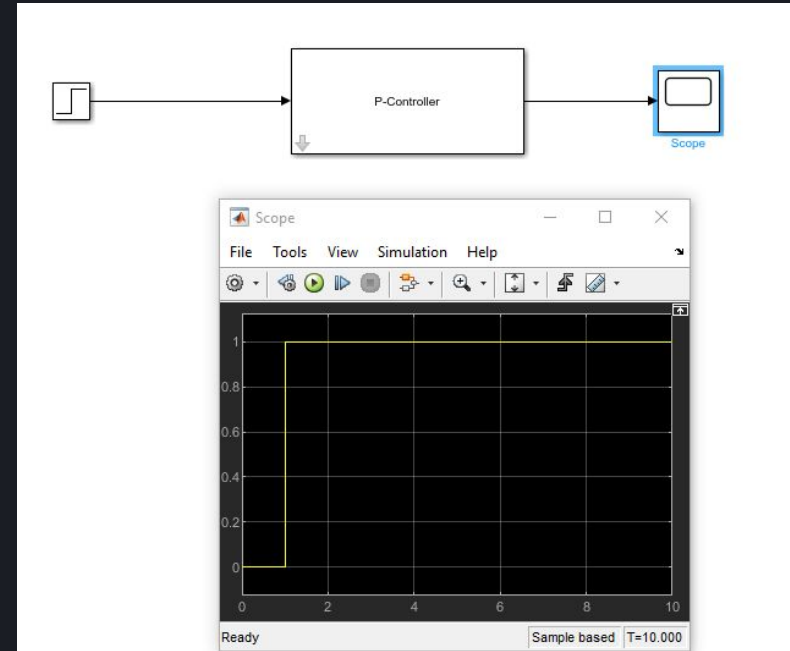 P-Controller
Scope
Scope
File Tools View Simulation Help
1
0.8
0.6
0.4
0.2
0
0 2 4 6 8 10
Ready Sample based T=10.000